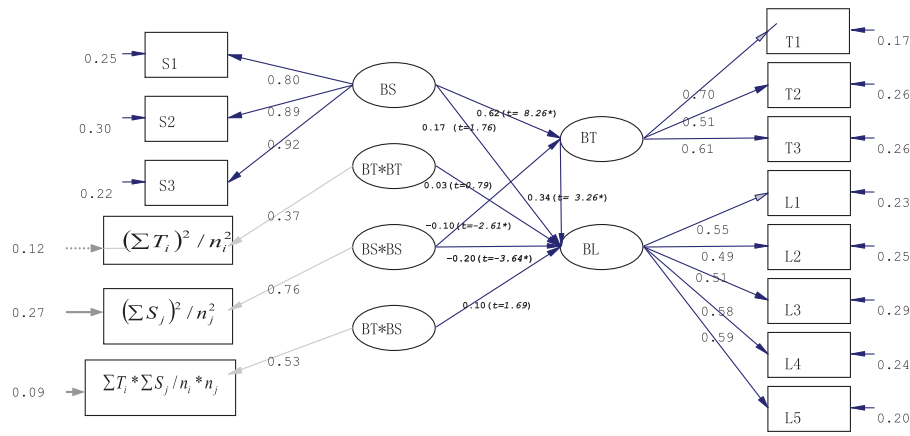 0.25
S1
0.80
0.30
S2
0.89
0.22
S3
0.92
BS
0.62(t= 8.26*)
0.17 (t=1.76)
BT*BT
0.03(t=0.79)
0.37
0.12
(∑T_i)^2/n_i^2
-0.10(t=-2.61*)
BS*BS
-0.20(t=-3.64*)
0.76
0.27
(∑S_j)^2/n_j^2
BT*BS
0.10(t=1.69)
0.53
0.09
∑T_i*∑S_j/n_i*n_j
BT
0.34(t= 3.26*)
BL
T1
0.17
0.70
T2
0.26
0.51
T3
0.26
0.61
L1
0.23
0.55
L2
0.25
0.49
L3
0.29
0.51
L4
0.24
0.58
L5
0.20
0.59